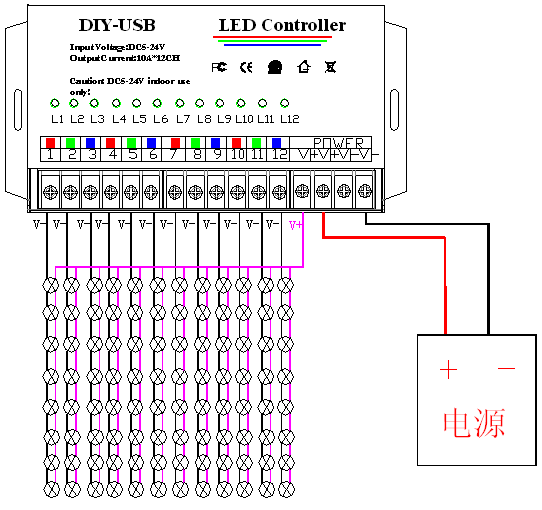 DIY-USB LED Controller
Input Voltage:DC5-24V
Output Current:10A*12CH
Caution: DC5-24V indoor use
only!
FC CE
L1 L2 L3 L4 L5 L6 L7 L8 L9 L10 L11 L12
POWER
1 2 3 4 5 6 7 8 9 10 11 12 V+V+V-V-
V- V- V- V- V- V- V- V- V- V- V- V- V+
+ -
电源